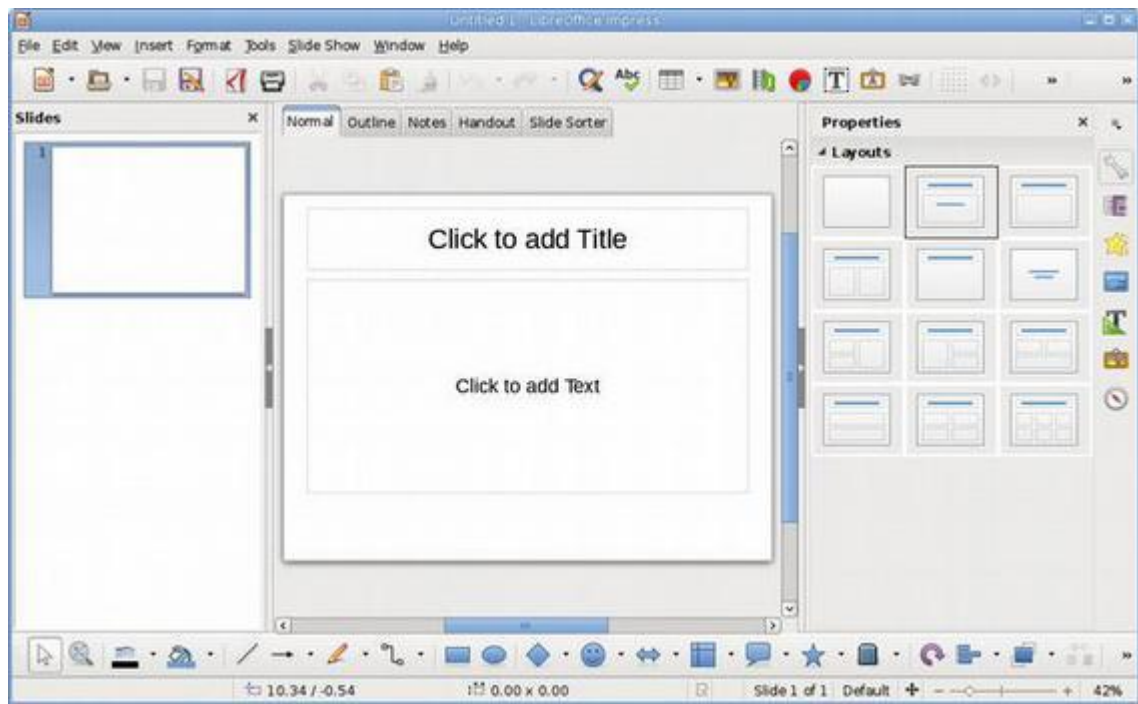 Untitled 1 - LibreOffice Impress
File Edit View Insert Format Tools Slide Show Window Help
Abc T A
Slides
Normal Outline Notes Handout Slide Sorter
Properties
Layouts
1
Click to add Title
Click to add Text
T
10.34 / -0.54 0.00 x 0.00 Slide 1 of 1 Default 42%